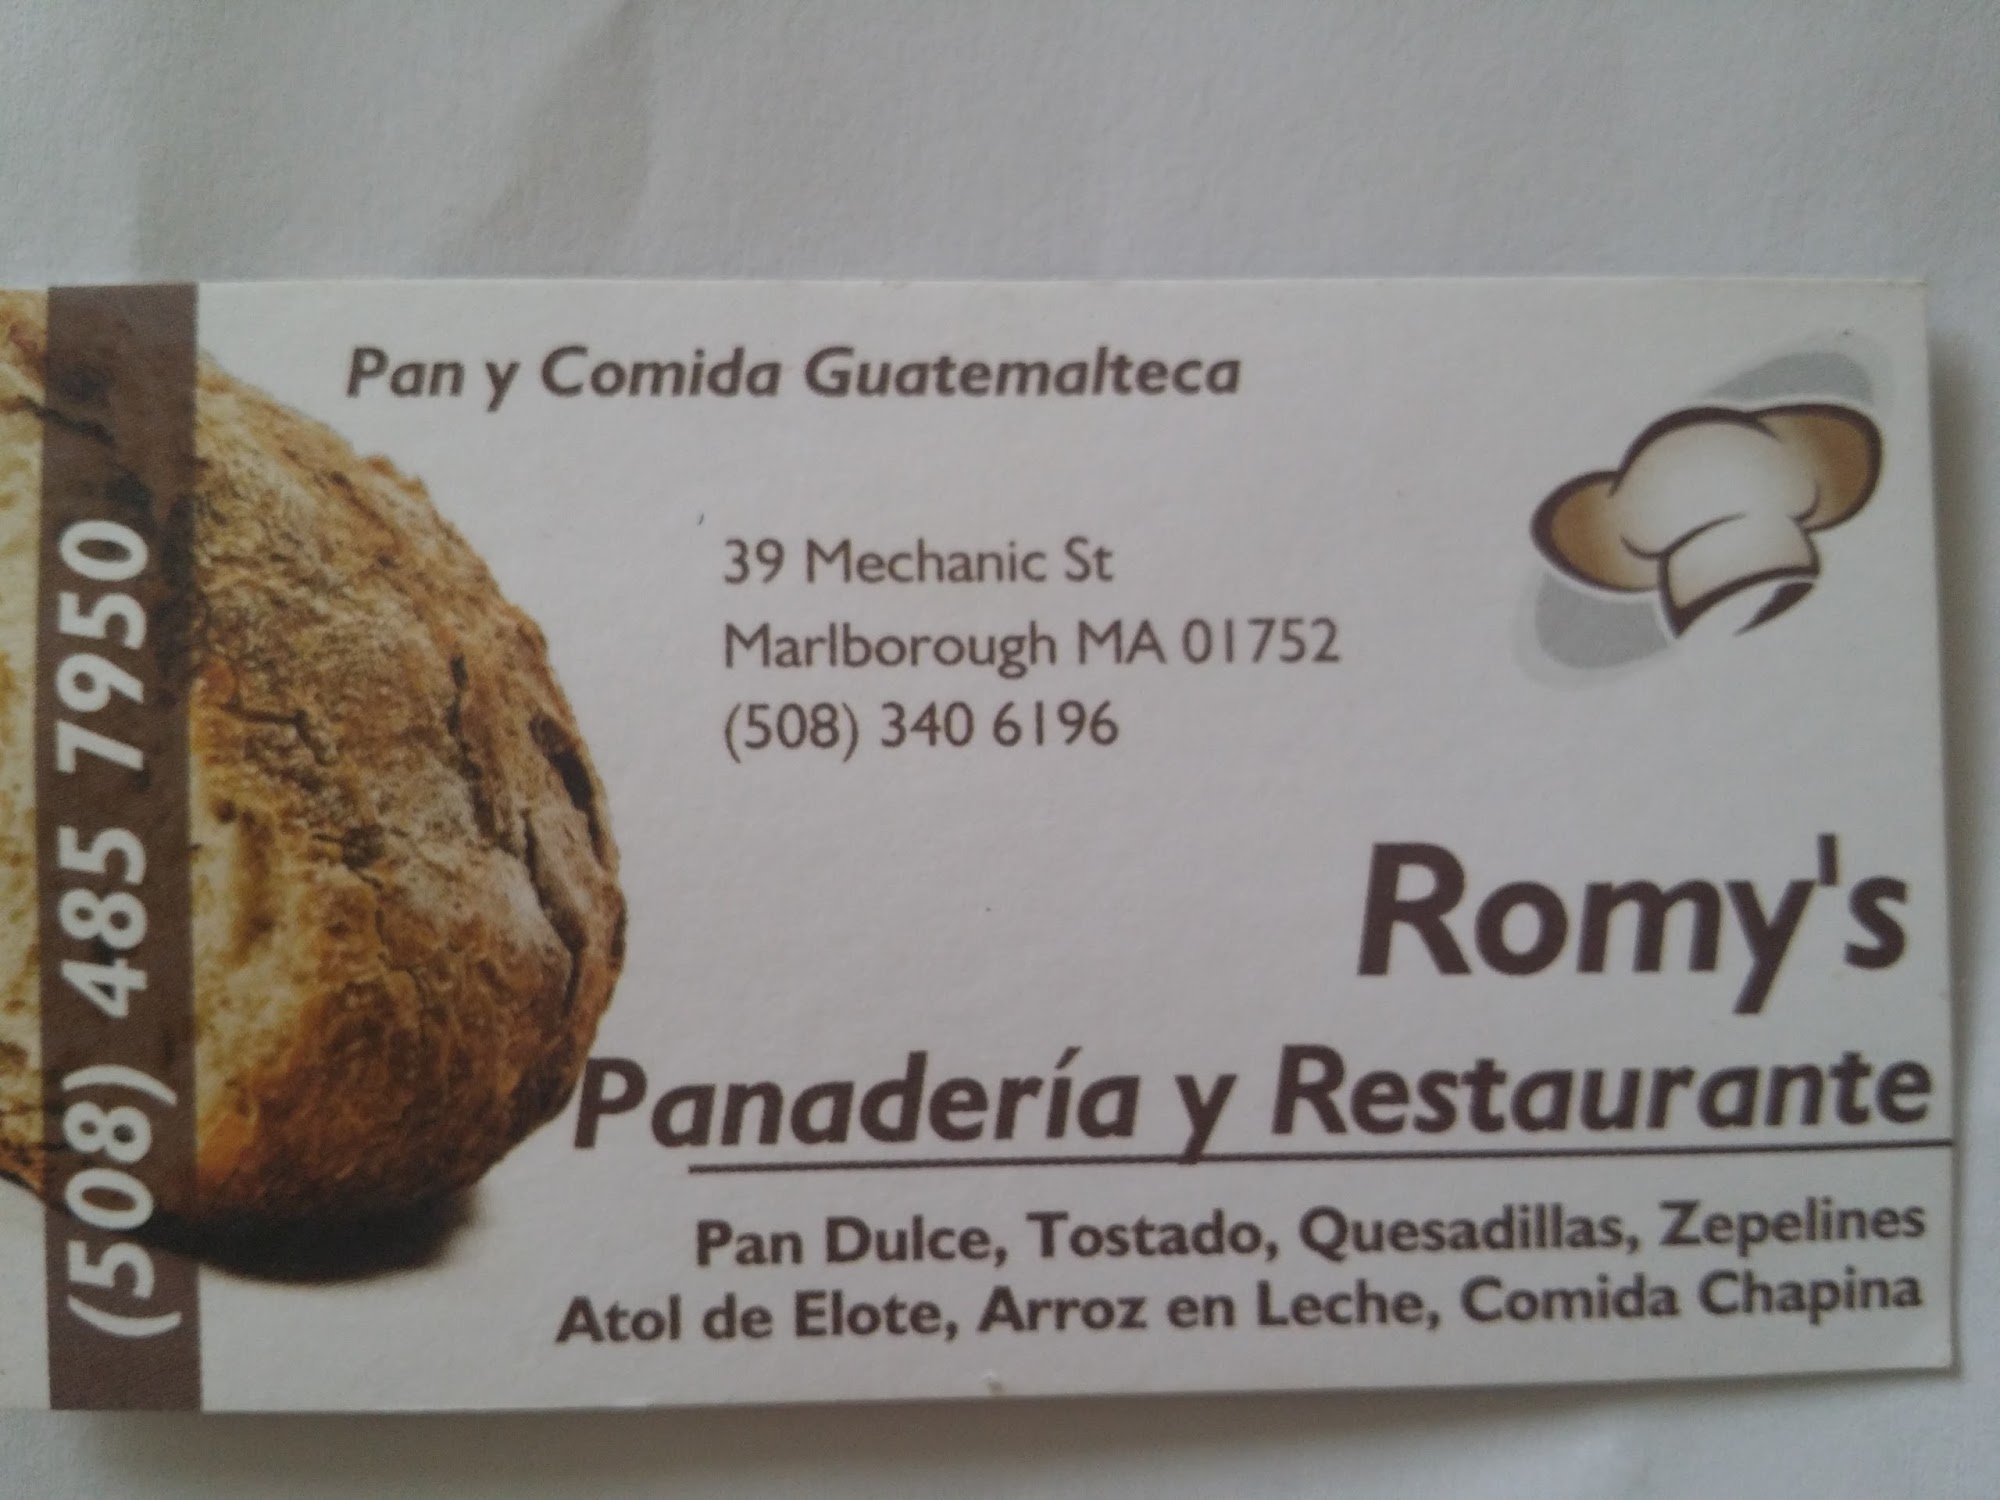 Pan y Comida Guatemalteca
39 Mechanic St
Marlborough MA 01752
(508) 340 6196
(508) 485 7950
Romy's
Panadería y Restaurante
Pan Dulce, Tostado, Quesadillas, Zepelines
Atol de Elote, Arroz en Leche, Comida Chapina